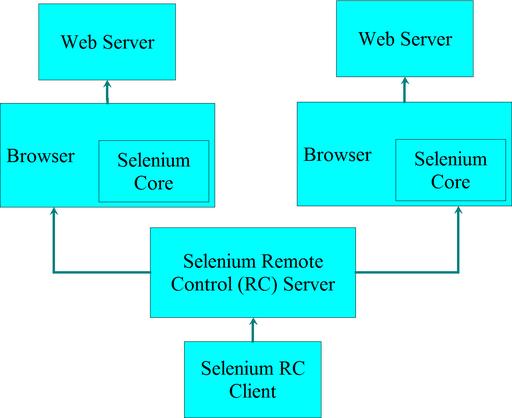 Web Server
Web Server
Browser
Selenium
Core
Browser
Selenium
Core
Selenium Remote
Control (RC) Server
Selenium RC
Client